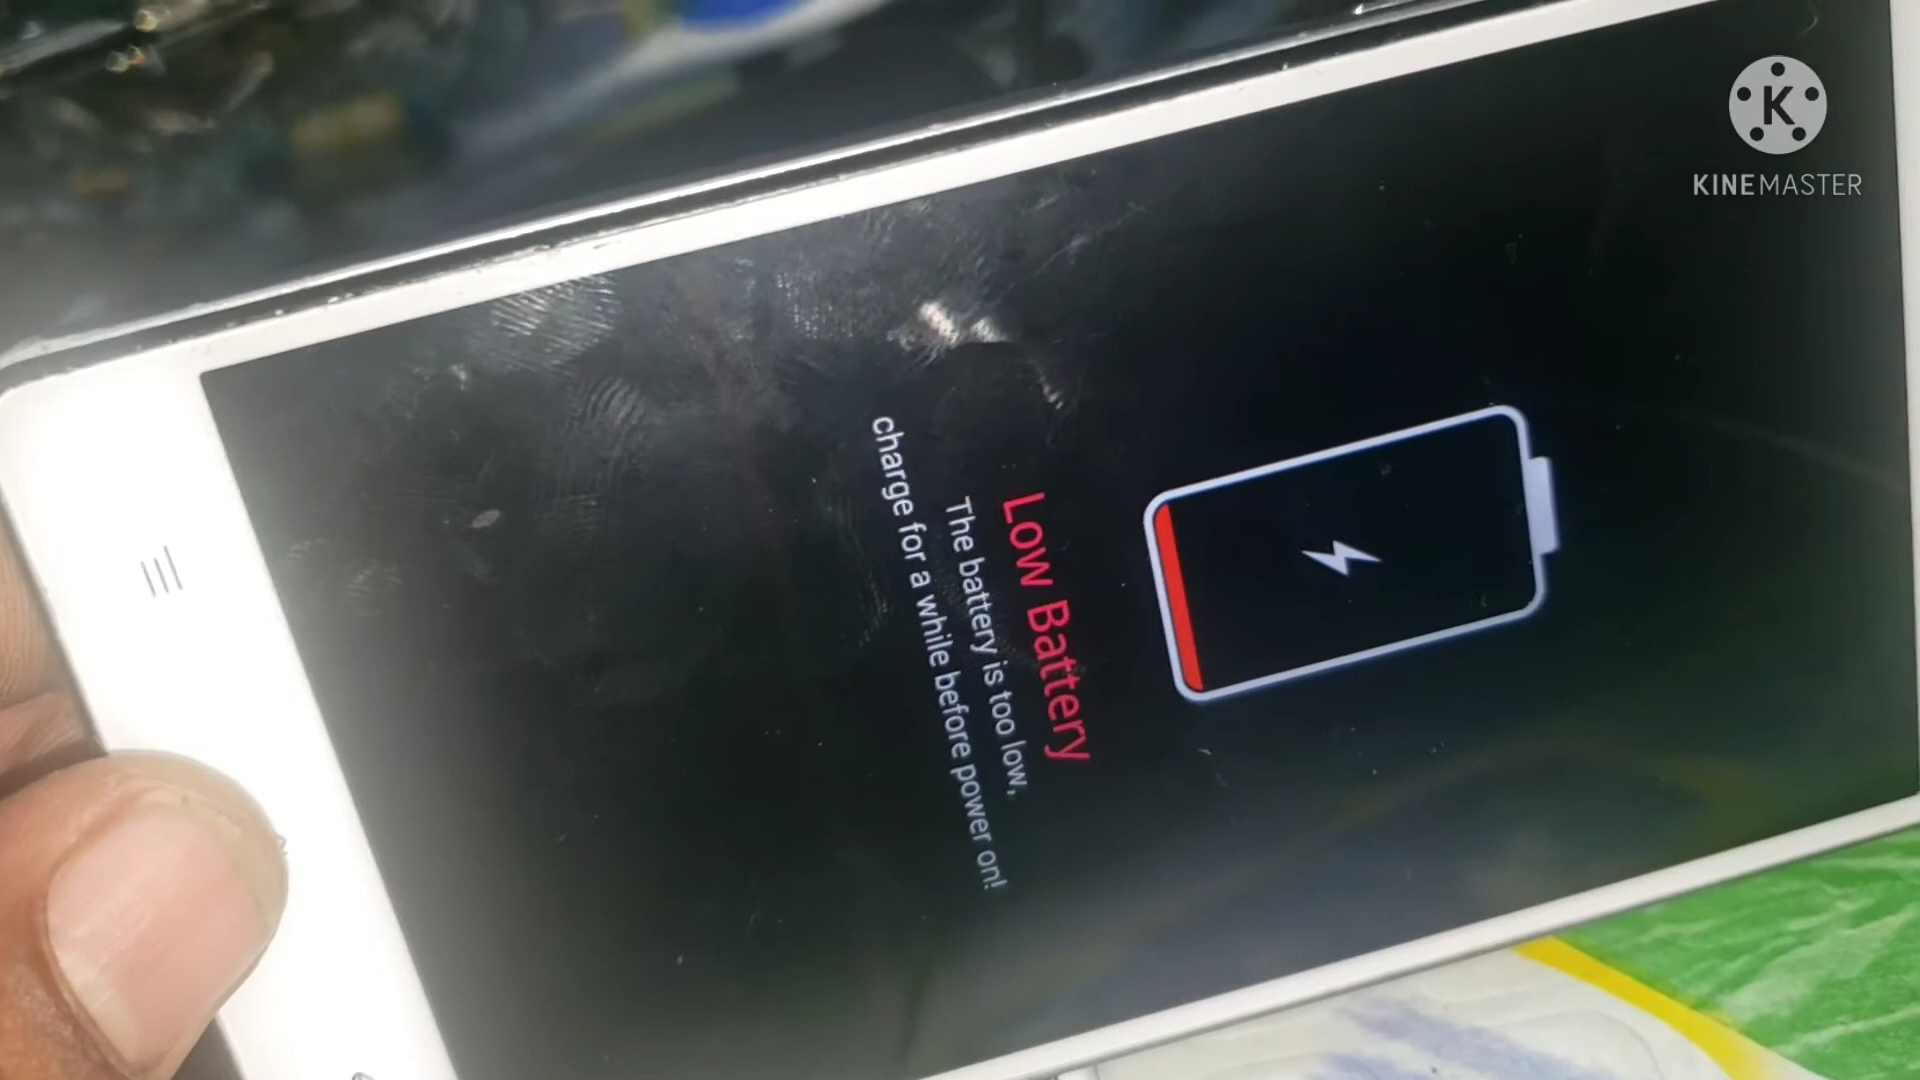 Low Battery
The battery is too low,
charge for a while before power on!
K
KINEMASTER